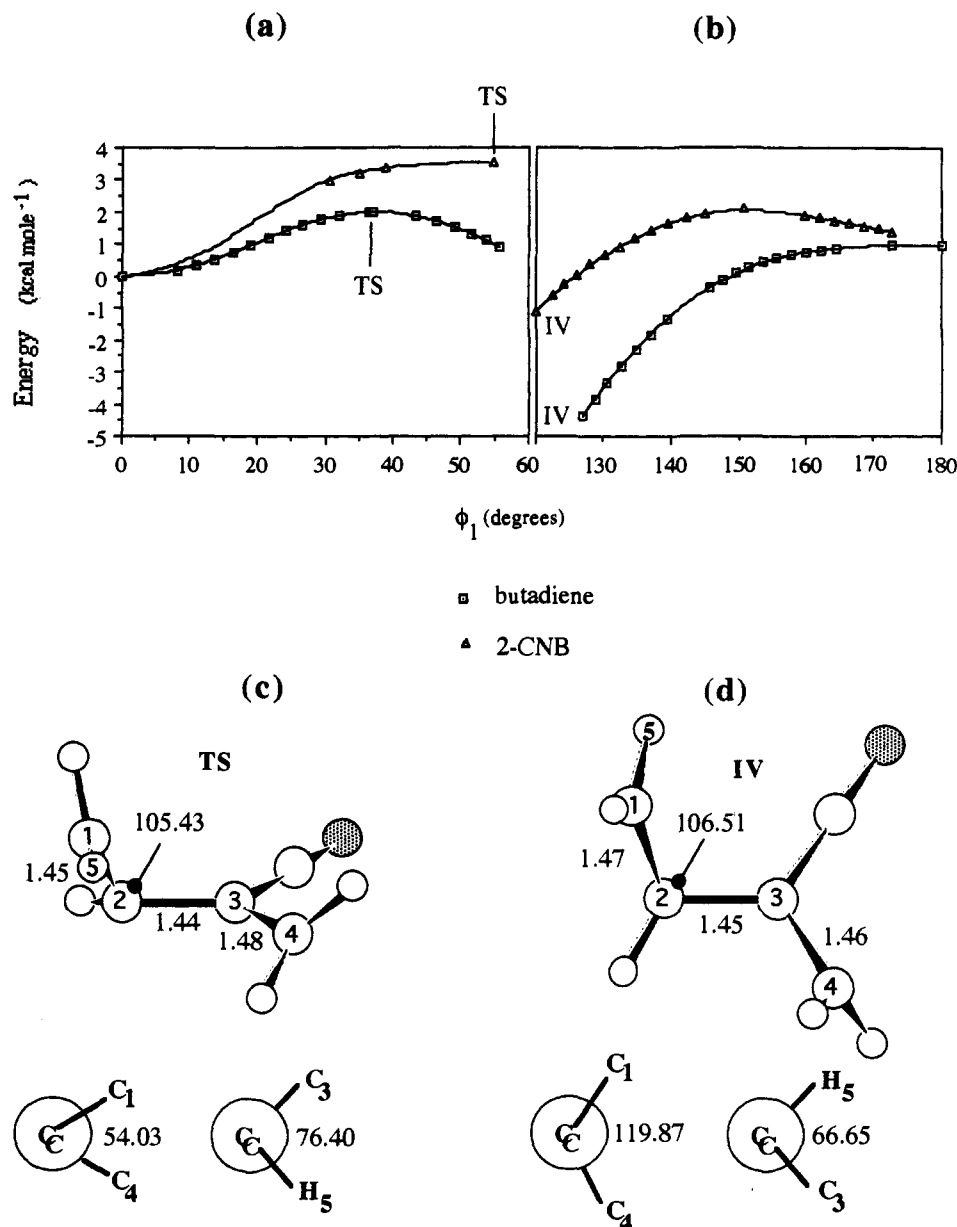 (a)
(b)
TS
4
3
2
1
0
-1
-2
-3
-4
-5
Energy (kcal mole⁻¹)
TS
IV
IV
0 10 20 30 40 50 60 130 140 150 160 170 180
ϕ₁ (degrees)
butadiene
2-CNB
(c)
(d)
TS
1
5
2
3
4
105.43
1.45
1.44
1.48
IV
5
1
2
3
4
106.51
1.47
1.45
1.46
C₁
C C 54.03
C₄
C₃
C C 76.40
H₅
C₁
C C 119.87
C₄
H₅
C C 66.65
C₃